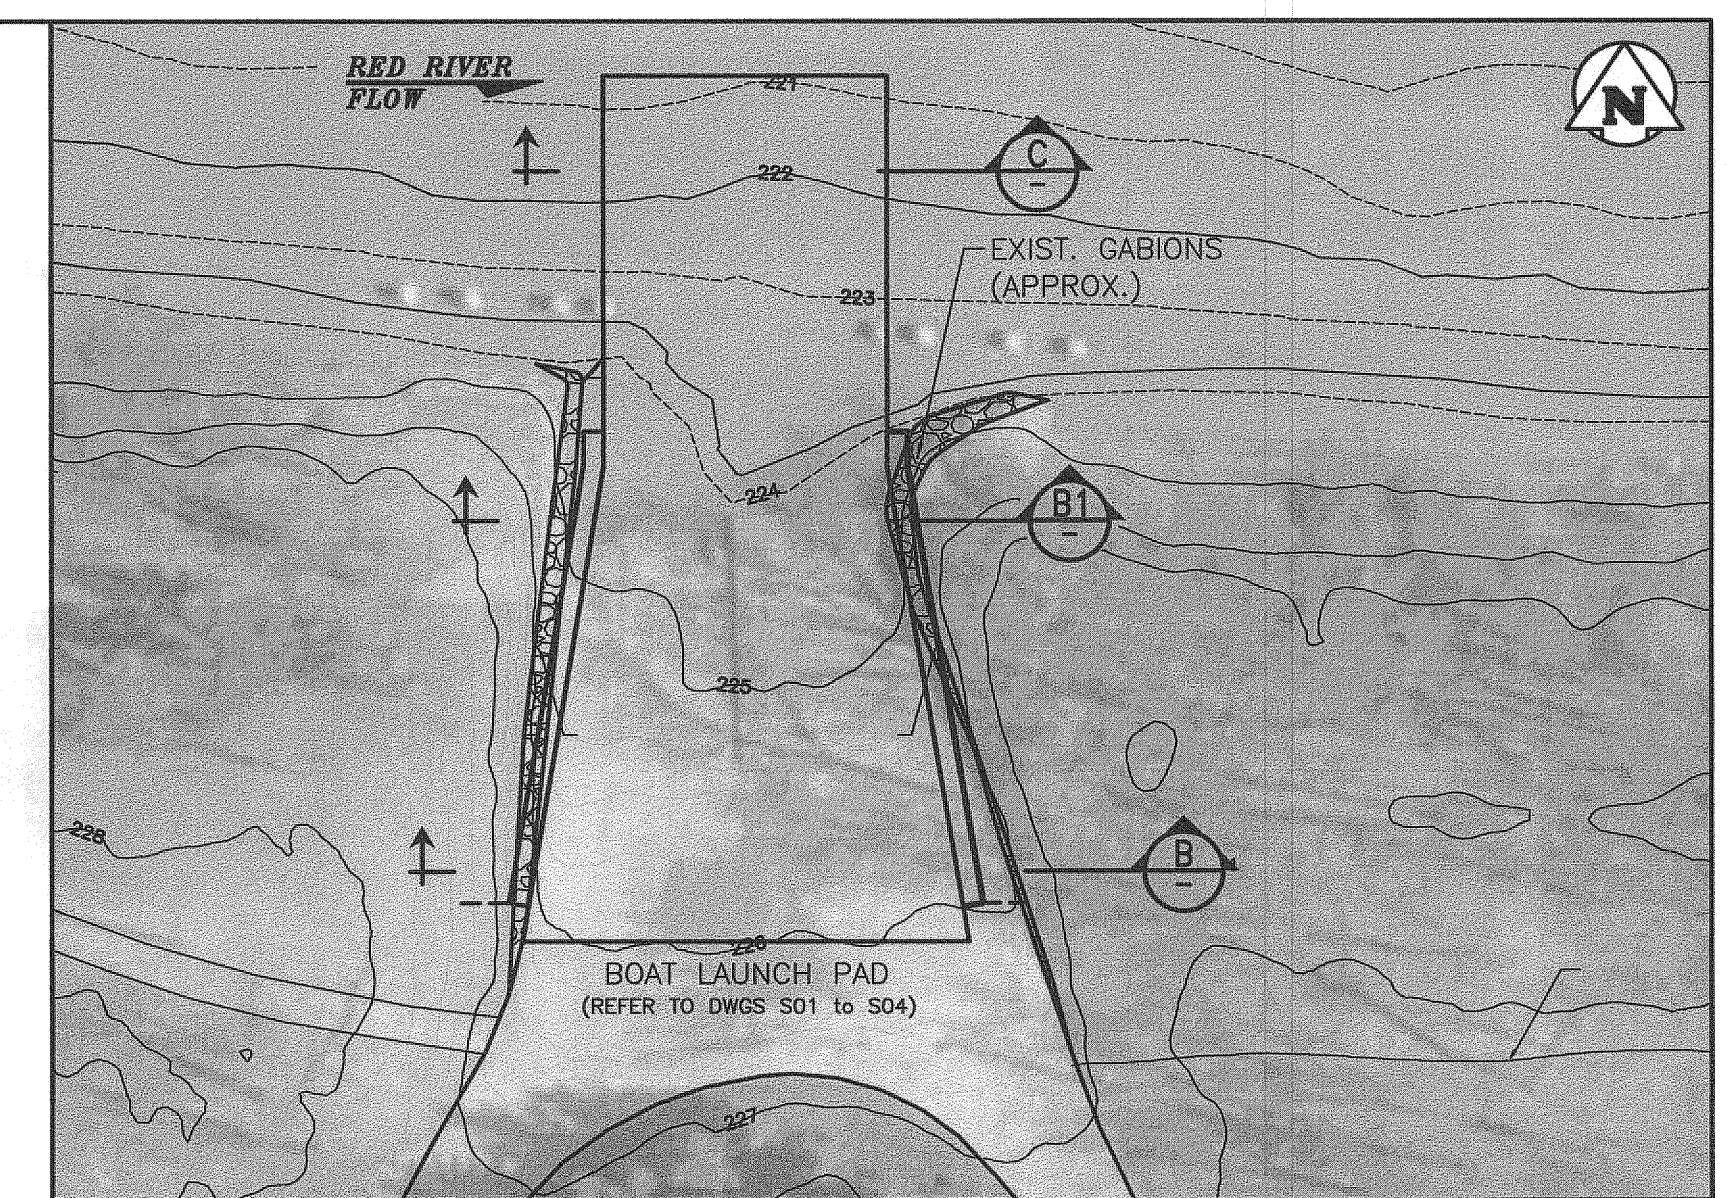 RED RIVER
FLOW
N
221
222
C
-
EXIST. GABIONS
(APPROX.)
223
224
B1
-
225
228
B
-
226
BOAT LAUNCH PAD
(REFER TO DWGS S01 to S04)
227